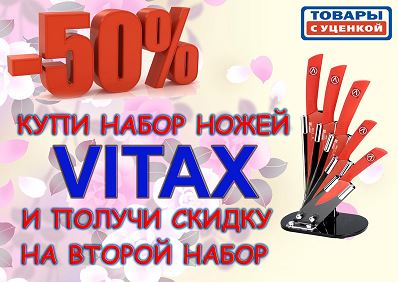 ТОВАРЫ
С УЦЕНКОЙ
-50%
КУПИ НАБОР НОЖЕЙ
VITAX
И ПОЛУЧИ СКИДКУ
НА ВТОРОЙ НАБОР